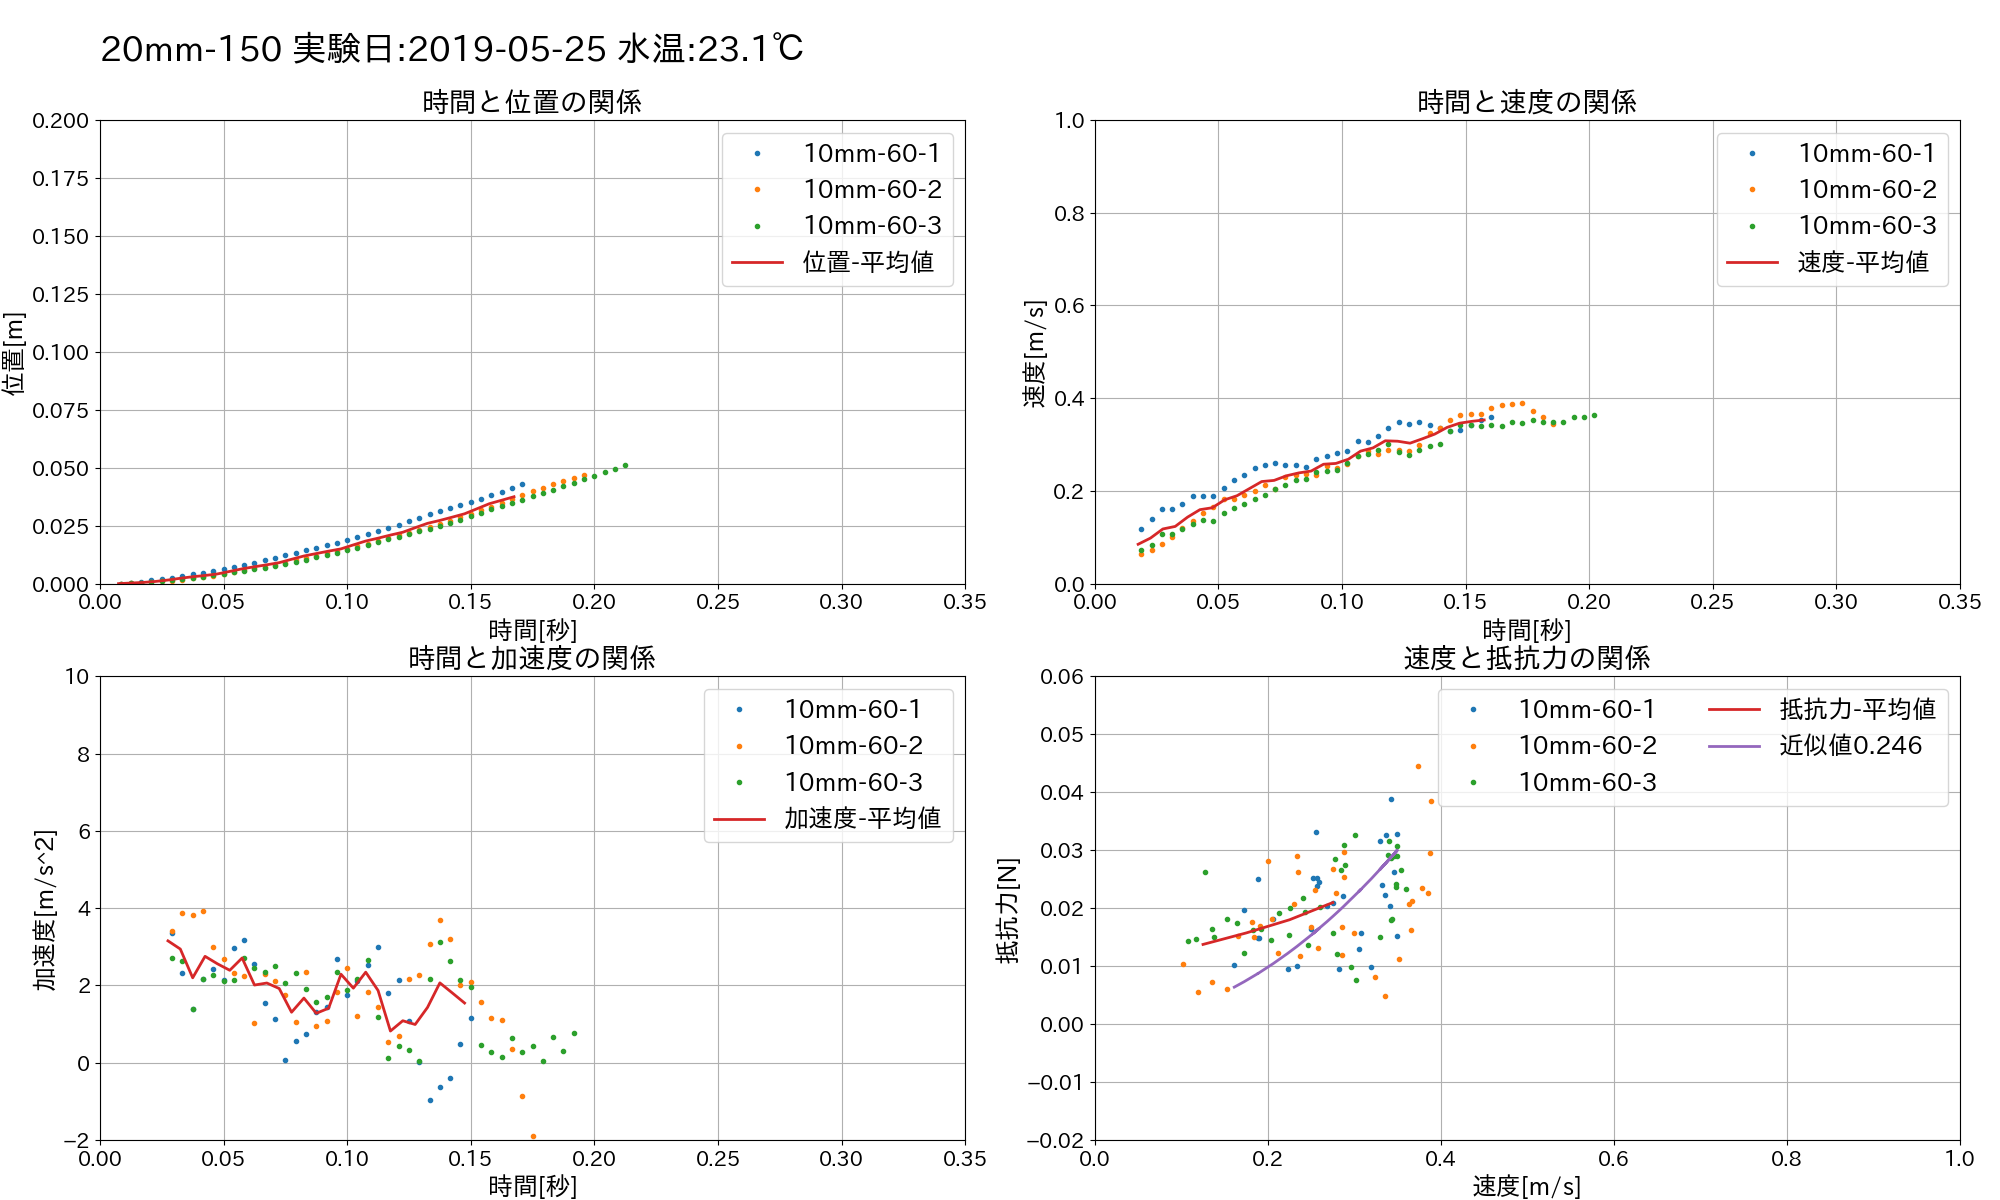 20mm-150 実験日:2019-05-25 水温:23.1℃
時間と位置の関係
0.200
0.175
0.150
0.125
0.100
0.075
0.050
0.025
0.000
位置[m]
10mm-60-1
10mm-60-2
10mm-60-3
位置-平均値
0.00 0.05 0.10 0.15 0.20 0.25 0.30 0.35
時間[秒]
時間と速度の関係
1.0
0.8
0.6
0.4
0.2
0.0
速度[m/s]
10mm-60-1
10mm-60-2
10mm-60-3
速度-平均値
0.00 0.05 0.10 0.15 0.20 0.25 0.30 0.35
時間[秒]
時間と加速度の関係
10
8
6
4
2
0
−2
加速度[m/s^2]
10mm-60-1
10mm-60-2
10mm-60-3
加速度-平均値
0.00 0.05 0.10 0.15 0.20 0.25 0.30 0.35
時間[秒]
速度と抵抗力の関係
0.06
0.05
0.04
0.03
0.02
0.01
0.00
−0.01
−0.02
抵抗力[N]
10mm-60-1
10mm-60-2
10mm-60-3
抵抗力-平均値
近似値0.246
0.0 0.2 0.4 0.6 0.8 1.0
速度[m/s]